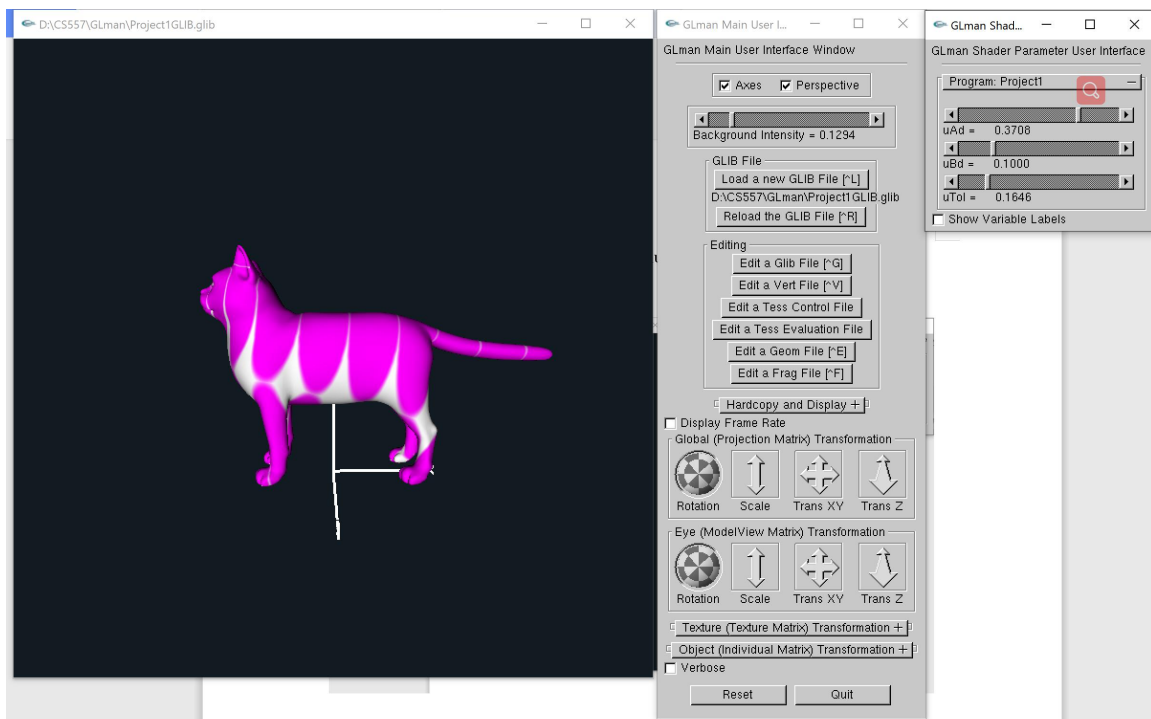 D:\CS557\GLman\Project1GLIB.glib
GLman Main User I...
GLman Shad...
GLman Main User Interface Window
Axes
Perspective
Background Intensity = 0.1294
GLIB File
Load a new GLIB File [^L]
D:\CS557\GLman\Project1GLIB.glib
Reload the GLIB File [^R]
Editing
Edit a Glib File [^G]
Edit a Vert File [^V]
Edit a Tess Control File
Edit a Tess Evaluation File
Edit a Geom File [^E]
Edit a Frag File [^F]
Hardcopy and Display +
Display Frame Rate
Global (Projection Matrix) Transformation
Rotation Scale Trans XY Trans Z
Eye (ModelView Matrix) Transformation
Rotation Scale Trans XY Trans Z
Texture (Texture Matrix) Transformation +
Object (Individual Matrix) Transformation +
Verbose
Reset Quit
GLman Shader Parameter User Interface
Program: Project1
uAd = 0.3708
uBd = 0.1000
uTol = 0.1646
Show Variable Labels